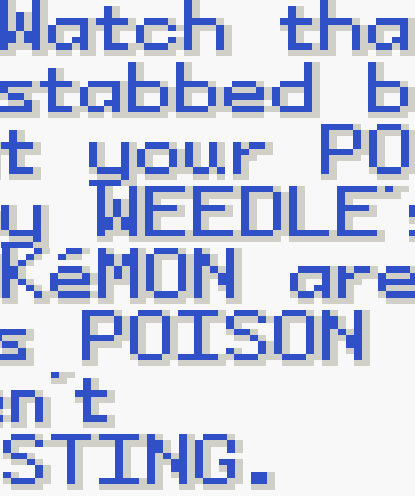 Watch tha
stabbed b
t your PO
y WEEDLE'
KéMON are
s POISON
n't
STING.